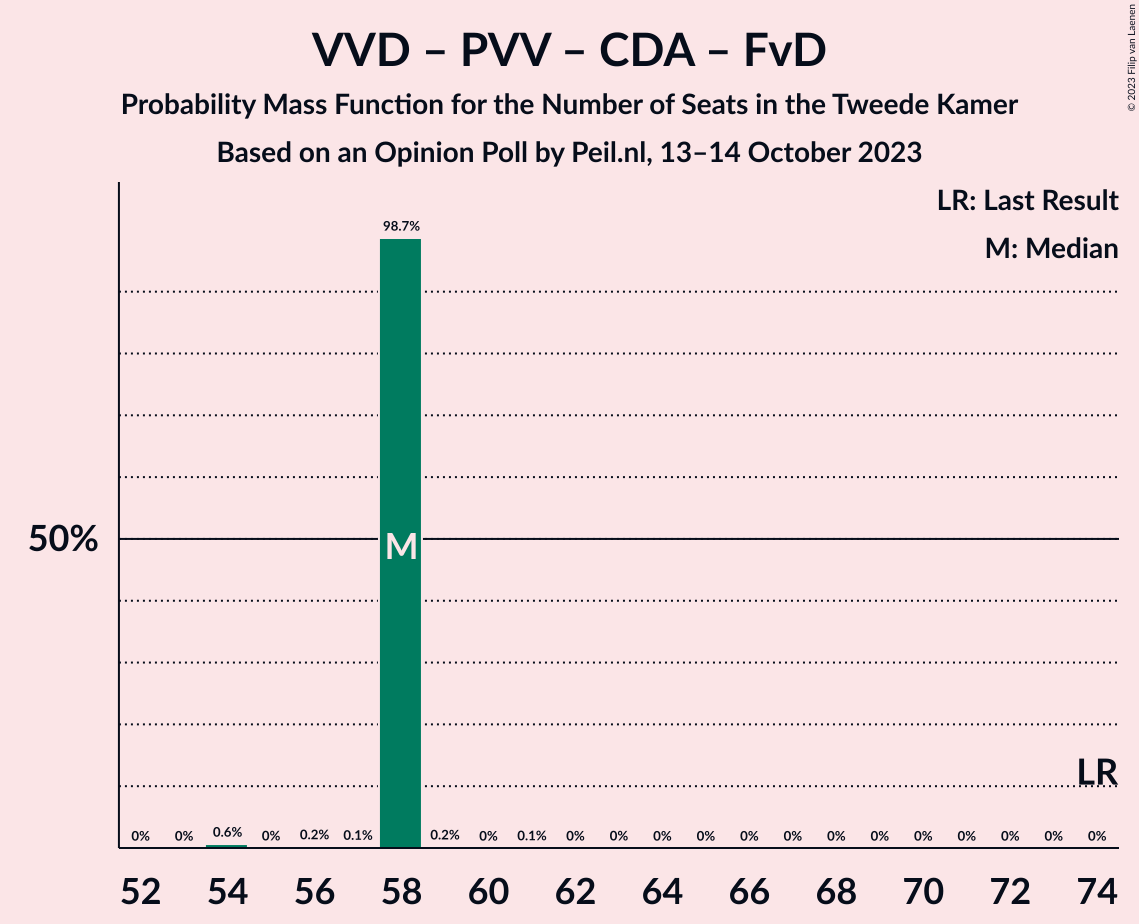 VVD – PVV – CDA – FvD
Probability Mass Function for the Number of Seats in the Tweede Kamer
Based on an Opinion Poll by Peil.nl, 13–14 October 2023
© 2023 Filip van Laenen
LR: Last Result
M: Median
98.7%
50%
M
LR
0% 0% 0.6% 0% 0.2% 0.1% 0.2% 0% 0.1% 0% 0% 0% 0% 0% 0% 0% 0% 0% 0% 0% 0% 0%
52 54 56 58 60 62 64 66 68 70 72 74